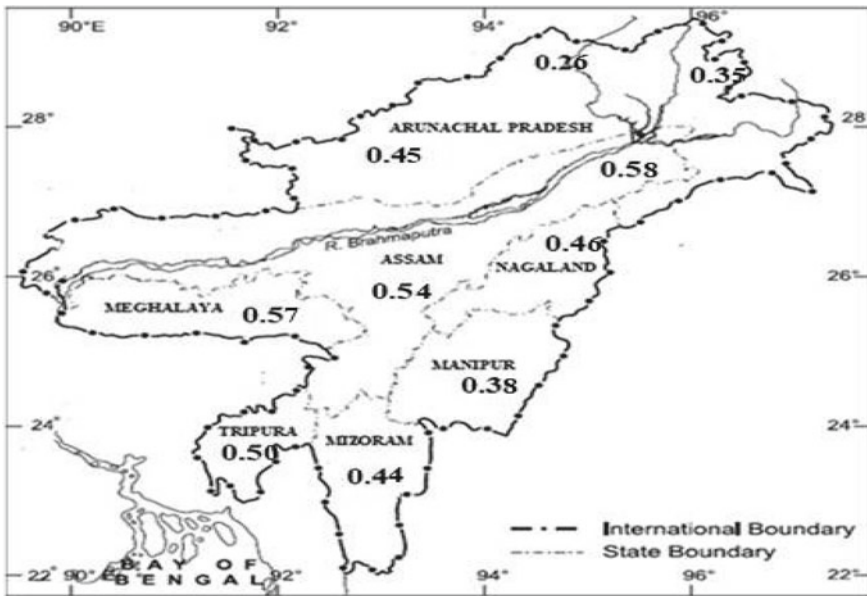 90°E
92
94
96°
0.26
0.35
28°
ARUNACHAL PRADESH
28°
0.45
0.58
R. Brahmaputra
0.46
ASSAM
NAGALAND
26°
26°
0.54
MEGHALAYA
0.57
MANIPUR
0.38
24°
24°
TRIPURA
MIZORAM
0.50
0.44
International Boundary
State Boundary
BAY OF
BENGAL
22°
22°
90
92
94
96